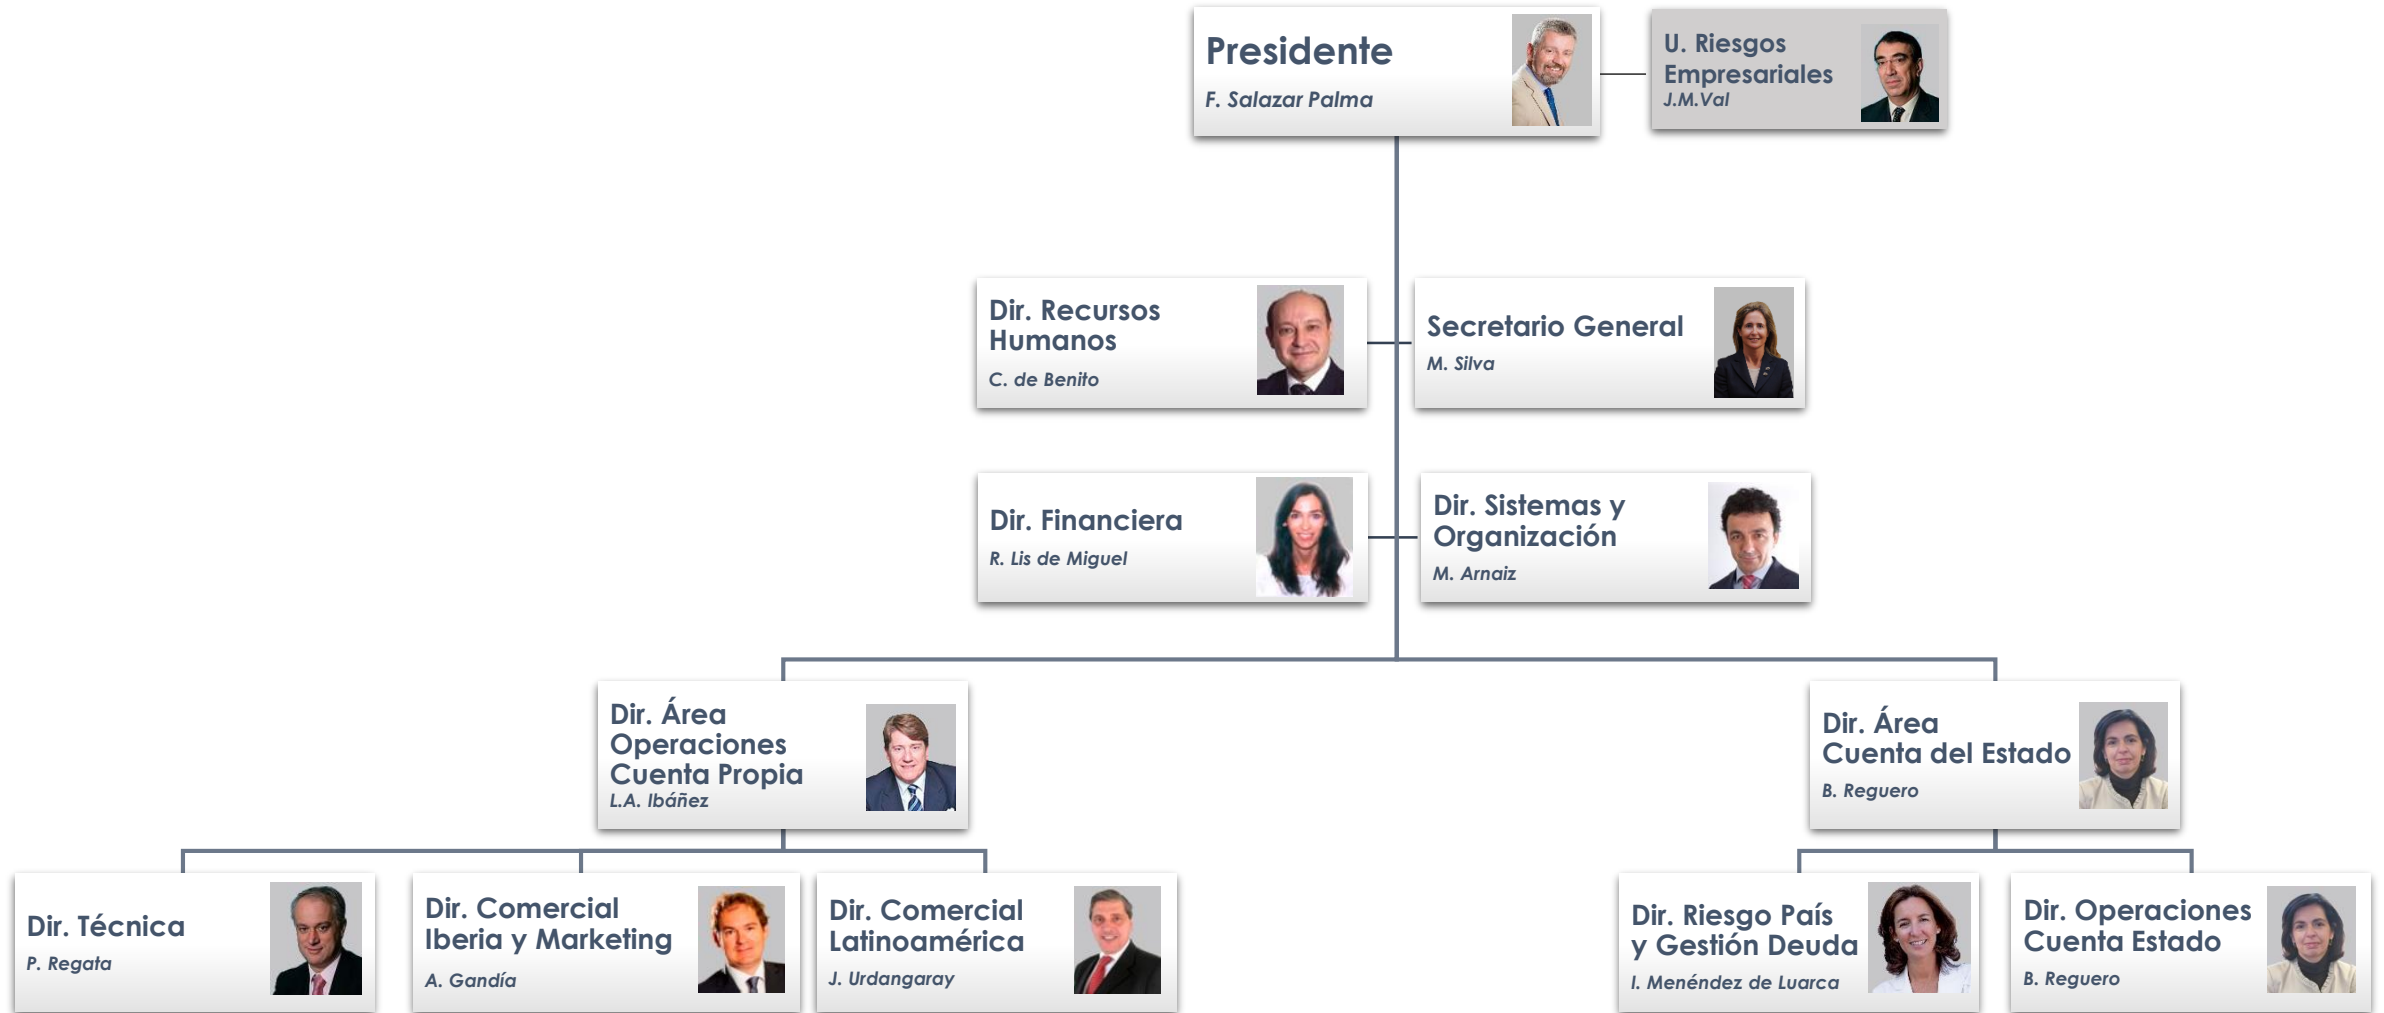 Presidente
F. Salazar Palma
U. Riesgos
Empresariales
J.M.Val
Dir. Recursos
Humanos
C. de Benito
Secretario General
M. Silva
Dir. Financiera
R. Lis de Miguel
Dir. Sistemas y
Organización
M. Arnaiz
Dir. Área
Operaciones
Cuenta Propia
L.A. Ibáñez
Dir. Área
Cuenta del Estado
B. Reguero
Dir. Técnica
P. Regata
Dir. Comercial
Iberia y Marketing
A. Gandía
Dir. Comercial
Latinoamérica
J. Urdangaray
Dir. Riesgo País
y Gestión Deuda
I. Menéndez de Luarca
Dir. Operaciones
Cuenta Estado
B. Reguero